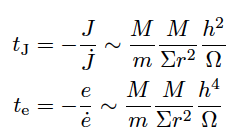 t_J = − J / J̇ ∼ M / m M / Σr² h² / Ω
t_e = − e / ė ∼ M / m M / Σr² h⁴ / Ω